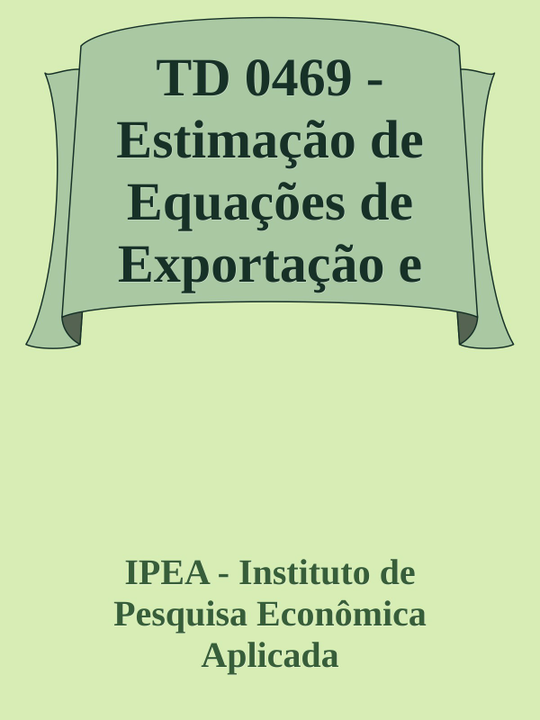 TD 0469 -
Estimação de
Equações de
Exportação e
IPEA - Instituto de
Pesquisa Econômica
Aplicada